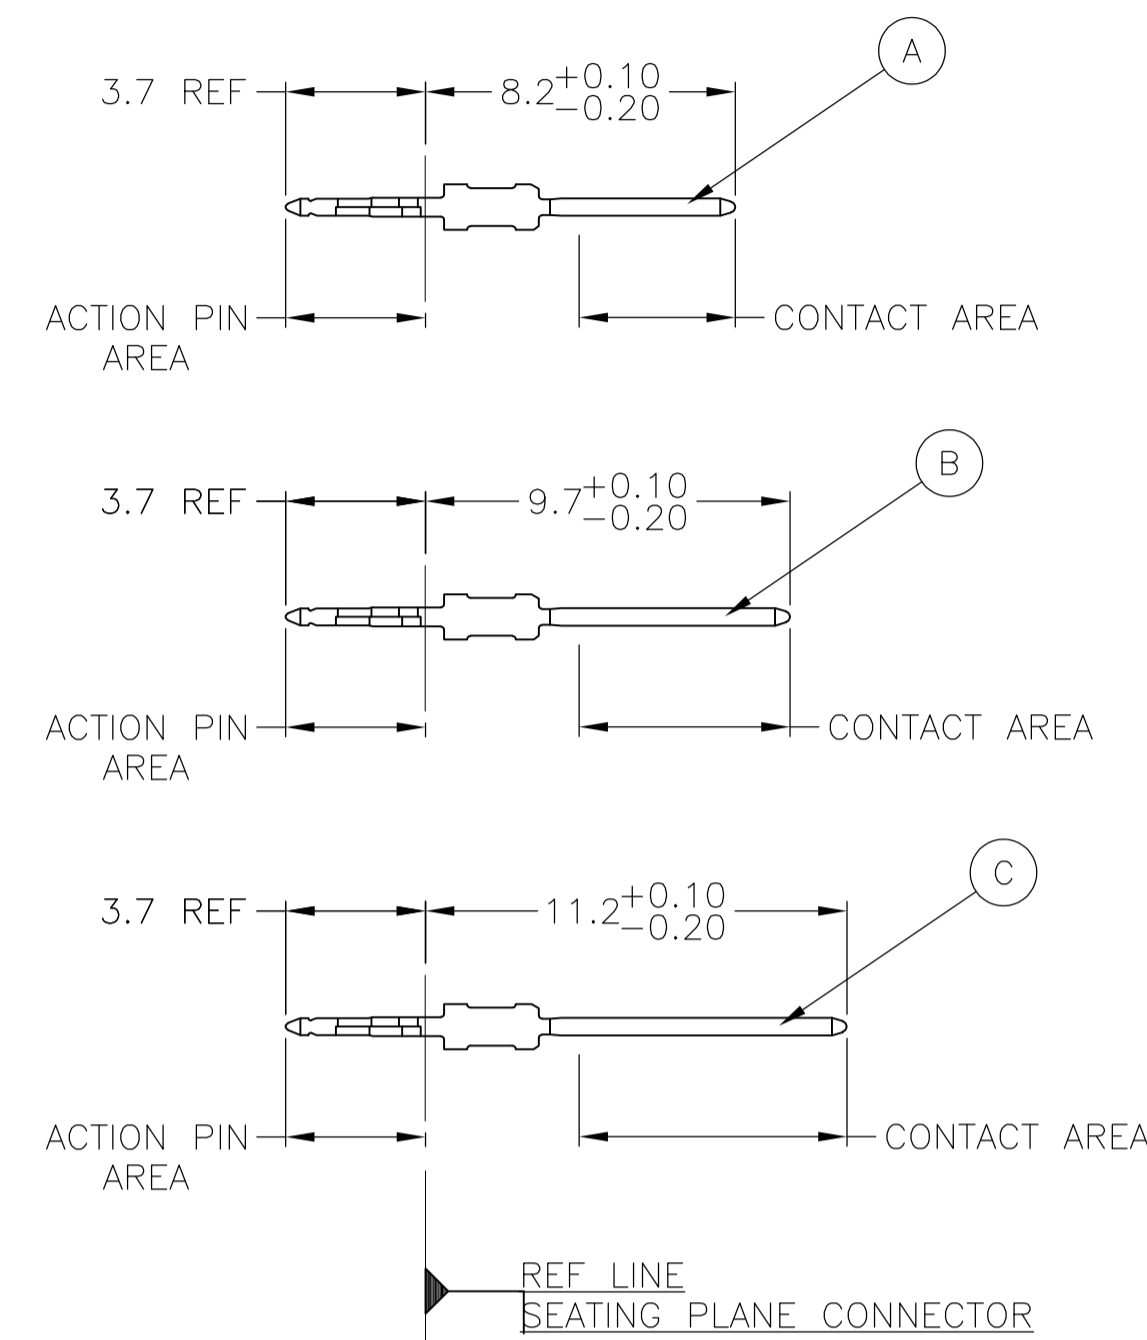 A
3.7 REF
8.2 +0.10 -0.20
ACTION PIN
AREA
CONTACT AREA
B
3.7 REF
9.7 +0.10 -0.20
ACTION PIN
AREA
CONTACT AREA
C
3.7 REF
11.2 +0.10 -0.20
ACTION PIN
AREA
CONTACT AREA
REF LINE
SEATING PLANE CONNECTOR